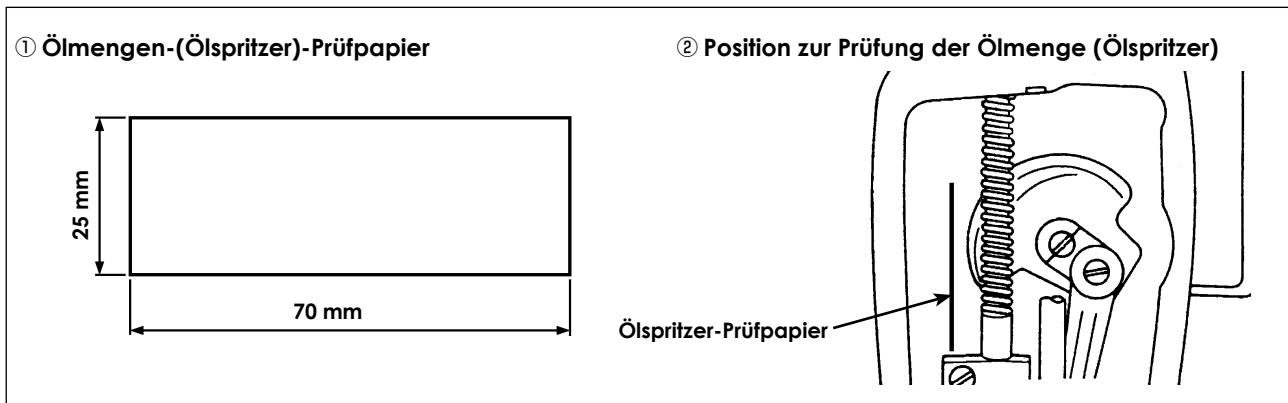 ① Ölmengen-(Ölspritzer)-Prüfpapier
② Position zur Prüfung der Ölmenge (Ölspritzer)
25 mm
70 mm
Ölspritzer-Prüfpapier